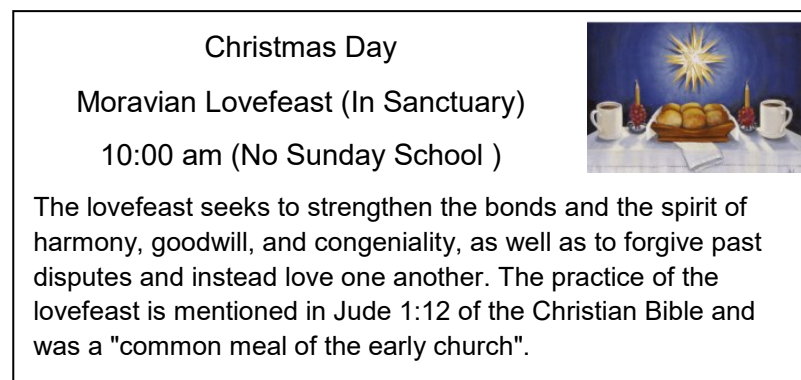 Christmas Day
Moravian Lovefeast (In Sanctuary)
10:00 am (No Sunday School )
The lovefeast seeks to strengthen the bonds and the spirit of
harmony, goodwill, and congeniality, as well as to forgive past
disputes and instead love one another. The practice of the
lovefeast is mentioned in Jude 1:12 of the Christian Bible and
was a "common meal of the early church".